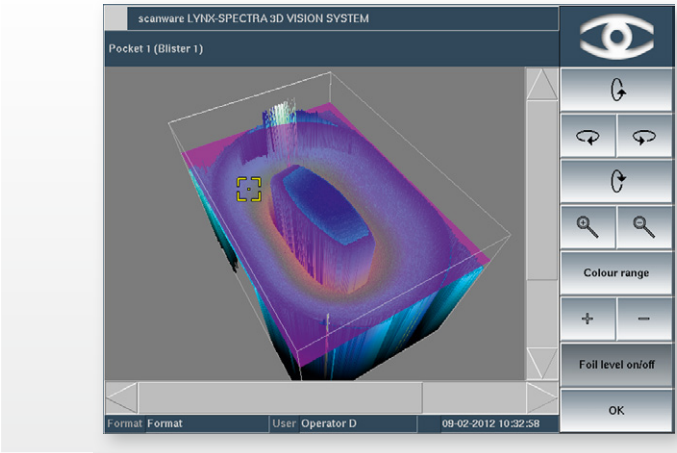 scanware LYNX-SPECTRA 3D VISION SYSTEM
Pocket 1 (Blister 1)
Colour range
+ −
Foil level on/off
OK
Format Format User Operator D 09-02-2012 10:32:58